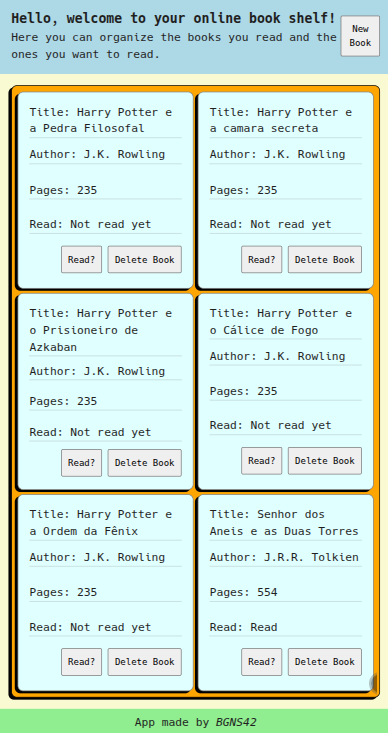 Hello, welcome to your online book shelf!
Here you can organize the books you read and the
ones you want to read.
New
Book
Title: Harry Potter e
a Pedra Filosofal
Author: J.K. Rowling
Pages: 235
Read: Not read yet
Read? Delete Book
Title: Harry Potter e
a camara secreta
Author: J.K. Rowling
Pages: 235
Read: Not read yet
Read? Delete Book
Title: Harry Potter e
o Prisioneiro de
Azkaban
Author: J.K. Rowling
Pages: 235
Read: Not read yet
Read? Delete Book
Title: Harry Potter e
o Cálice de Fogo
Author: J.K. Rowling
Pages: 235
Read: Not read yet
Read? Delete Book
Title: Harry Potter e
a Ordem da Fênix
Author: J.K. Rowling
Pages: 235
Read: Not read yet
Read? Delete Book
Title: Senhor dos
Aneis e as Duas Torres
Author: J.R.R. Tolkien
Pages: 554
Read: Read
Read? Delete Book
App made by BGNS42